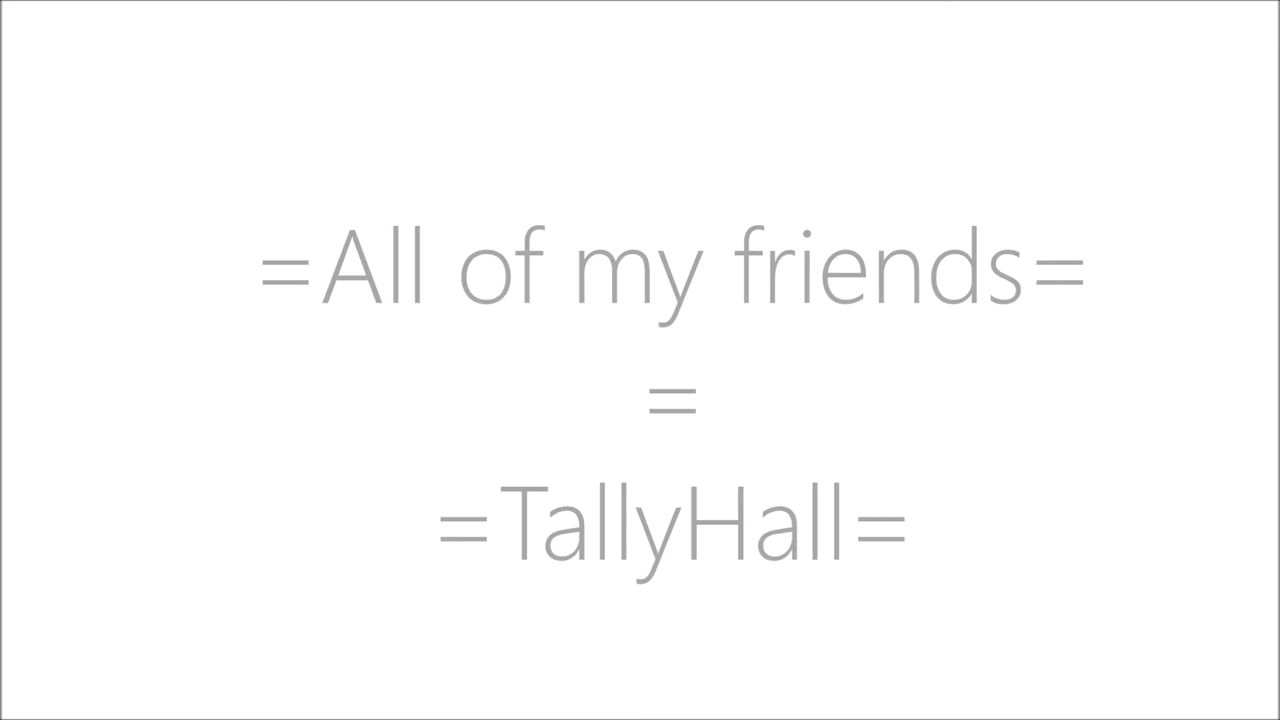 =All of my friends=
=
=TallyHall=